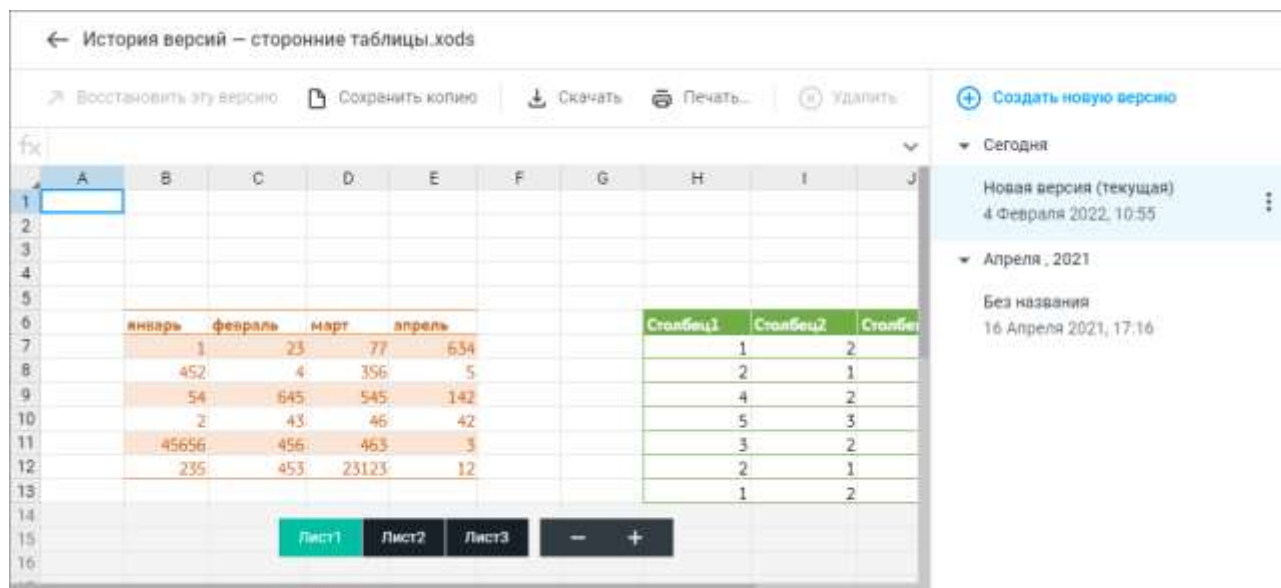 История версий — сторонние таблицы.xods
Восстановить эту версию Сохранить копию Скачать Печать... Удалить
Создать новую версию
fx
Сегодня
Новая версия (текущая)
4 Февраля 2022, 10:55
Апреля , 2021
Без названия
16 Апреля 2021, 17:16
A B C D E F G H I J
1
2
3
4
5
6 январь февраль март апрель Столбец1 Столбец2 Столбе
7 1 23 77 634 1 2
8 452 4 356 5 2 1
9 54 645 545 142 4 2
10 2 43 46 42 5 3
11 45656 456 463 3 3 2
12 235 453 23123 12 2 1
13 1 2
14
15
16
Лист1 Лист2 Лист3 − +